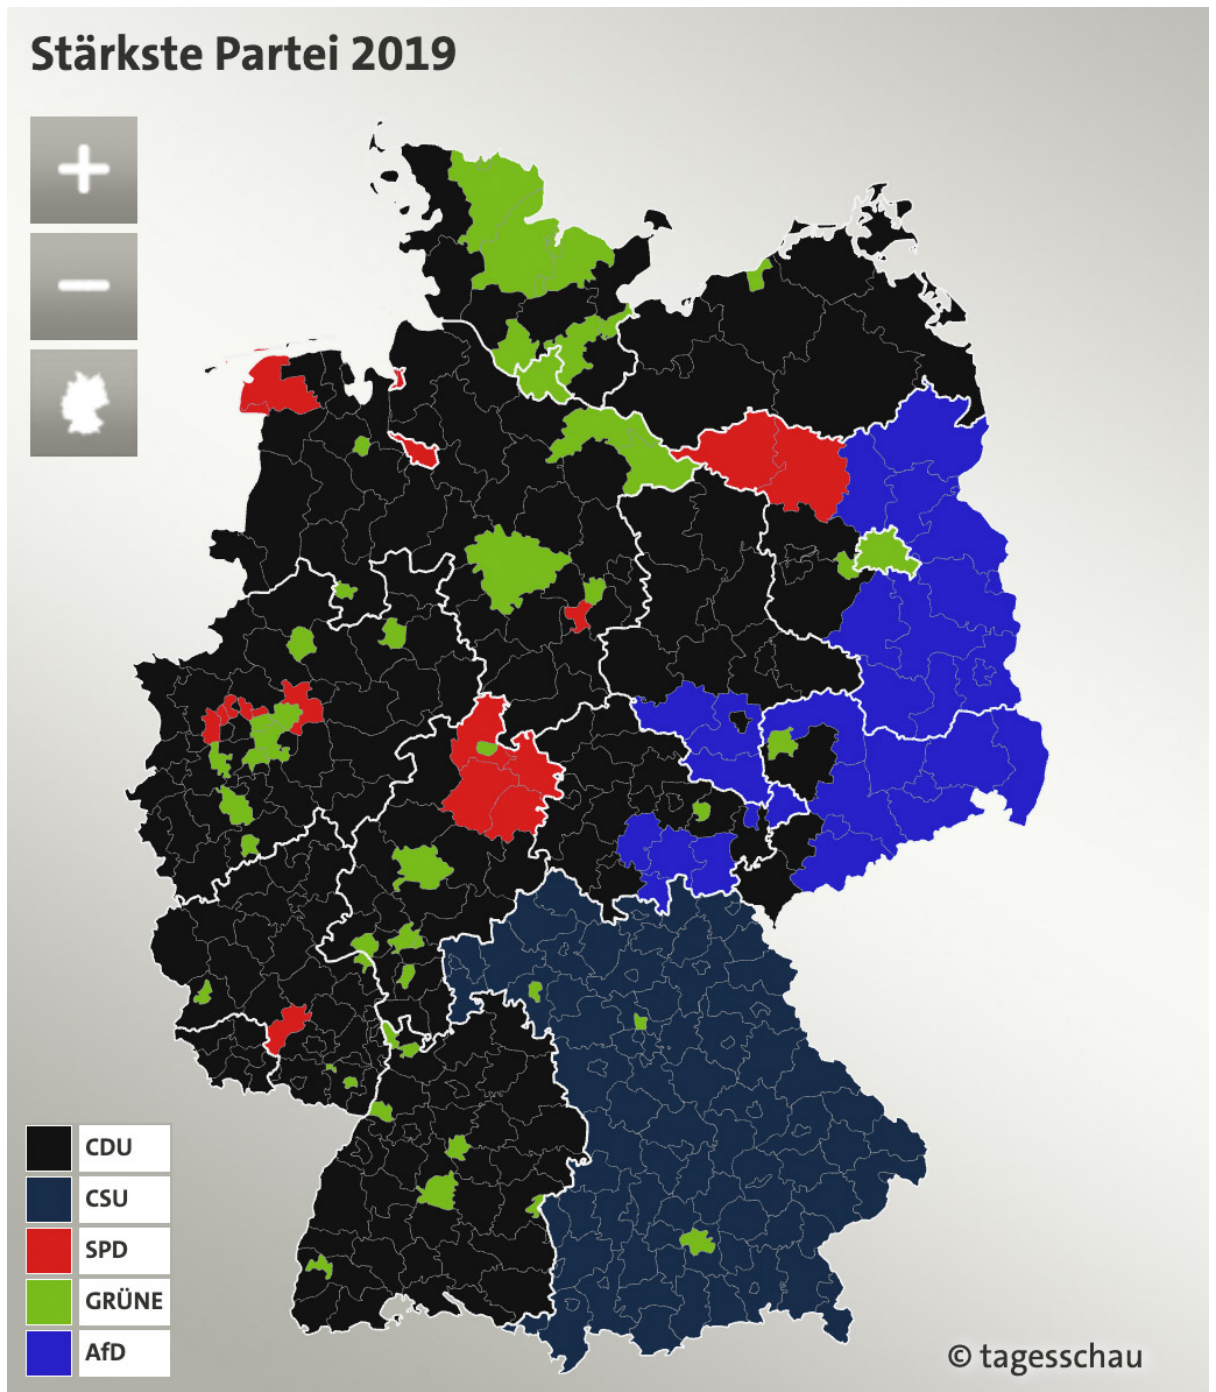 Stärkste Partei 2019
CDU
CSU
SPD
GRÜNE
AfD
© tagesschau